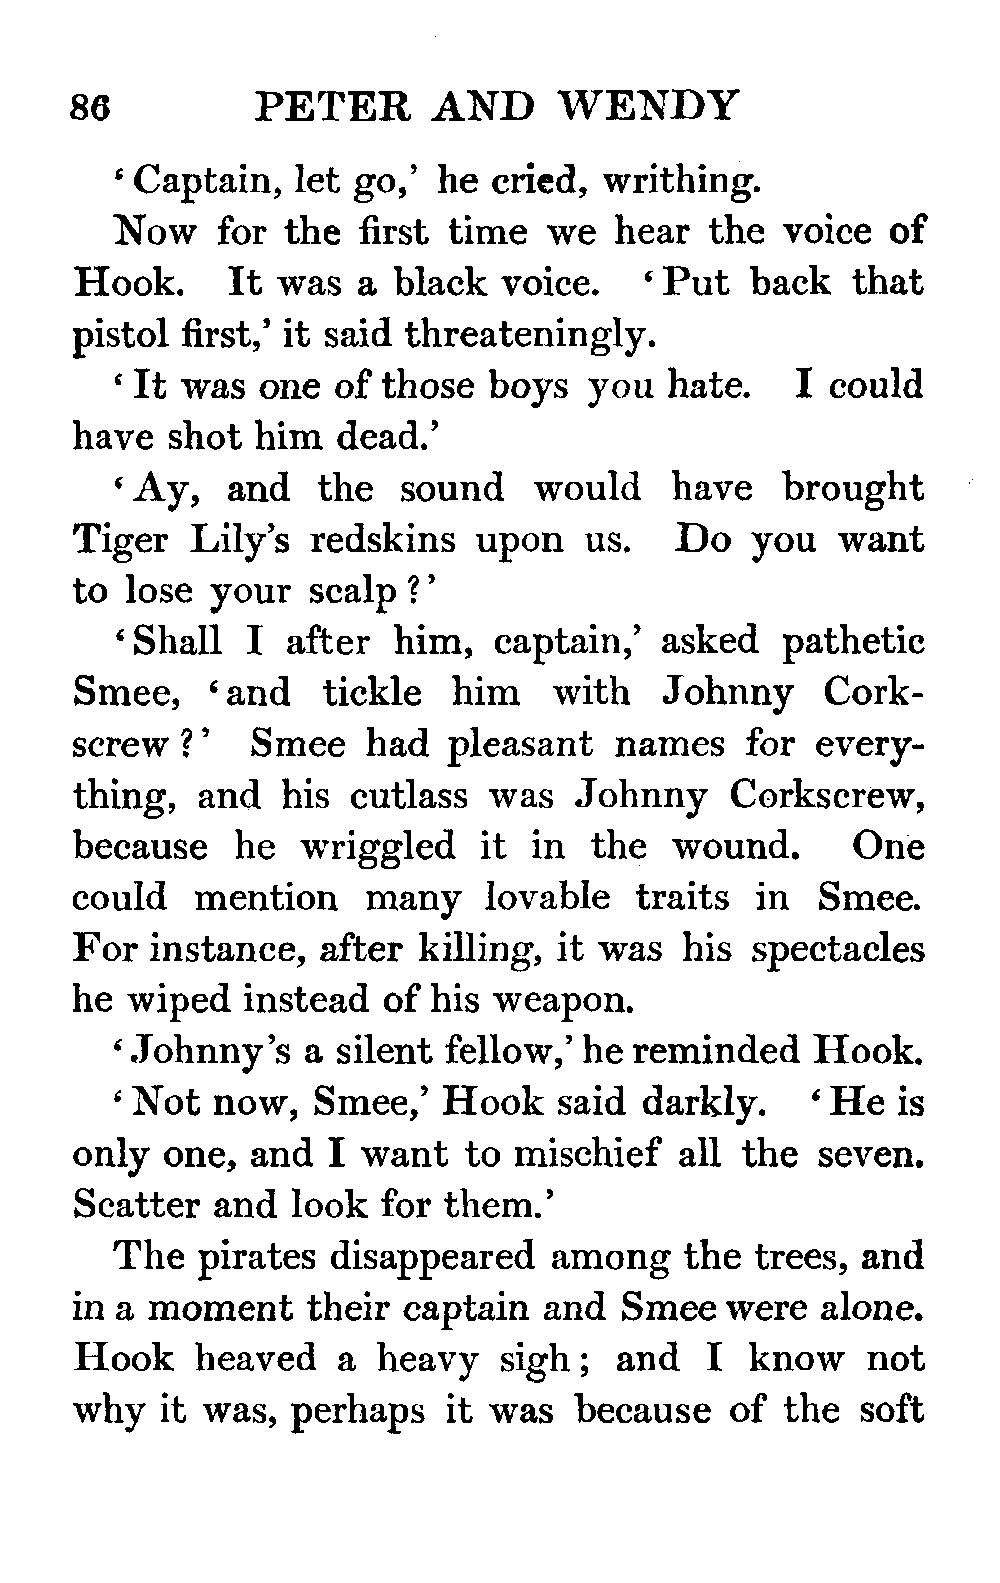 86 PETER AND WENDY
‘Captain, let go,’ he cried, writhing.
Now for the first time we hear the voice of
Hook. It was a black voice. ‘Put back that
pistol first,’ it said threateningly.
‘It was one of those boys you hate. I could
have shot him dead.’
‘Ay, and the sound would have brought
Tiger Lily’s redskins upon us. Do you want
to lose your scalp?’
‘Shall I after him, captain,’ asked pathetic
Smee, ‘and tickle him with Johnny Cork-
screw?’ Smee had pleasant names for every-
thing, and his cutlass was Johnny Corkscrew,
because he wriggled it in the wound. One
could mention many lovable traits in Smee.
For instance, after killing, it was his spectacles
he wiped instead of his weapon.
‘Johnny’s a silent fellow,’ he reminded Hook.
‘Not now, Smee,’ Hook said darkly. ‘He is
only one, and I want to mischief all the seven.
Scatter and look for them.’
The pirates disappeared among the trees, and
in a moment their captain and Smee were alone.
Hook heaved a heavy sigh; and I know not
why it was, perhaps it was because of the soft